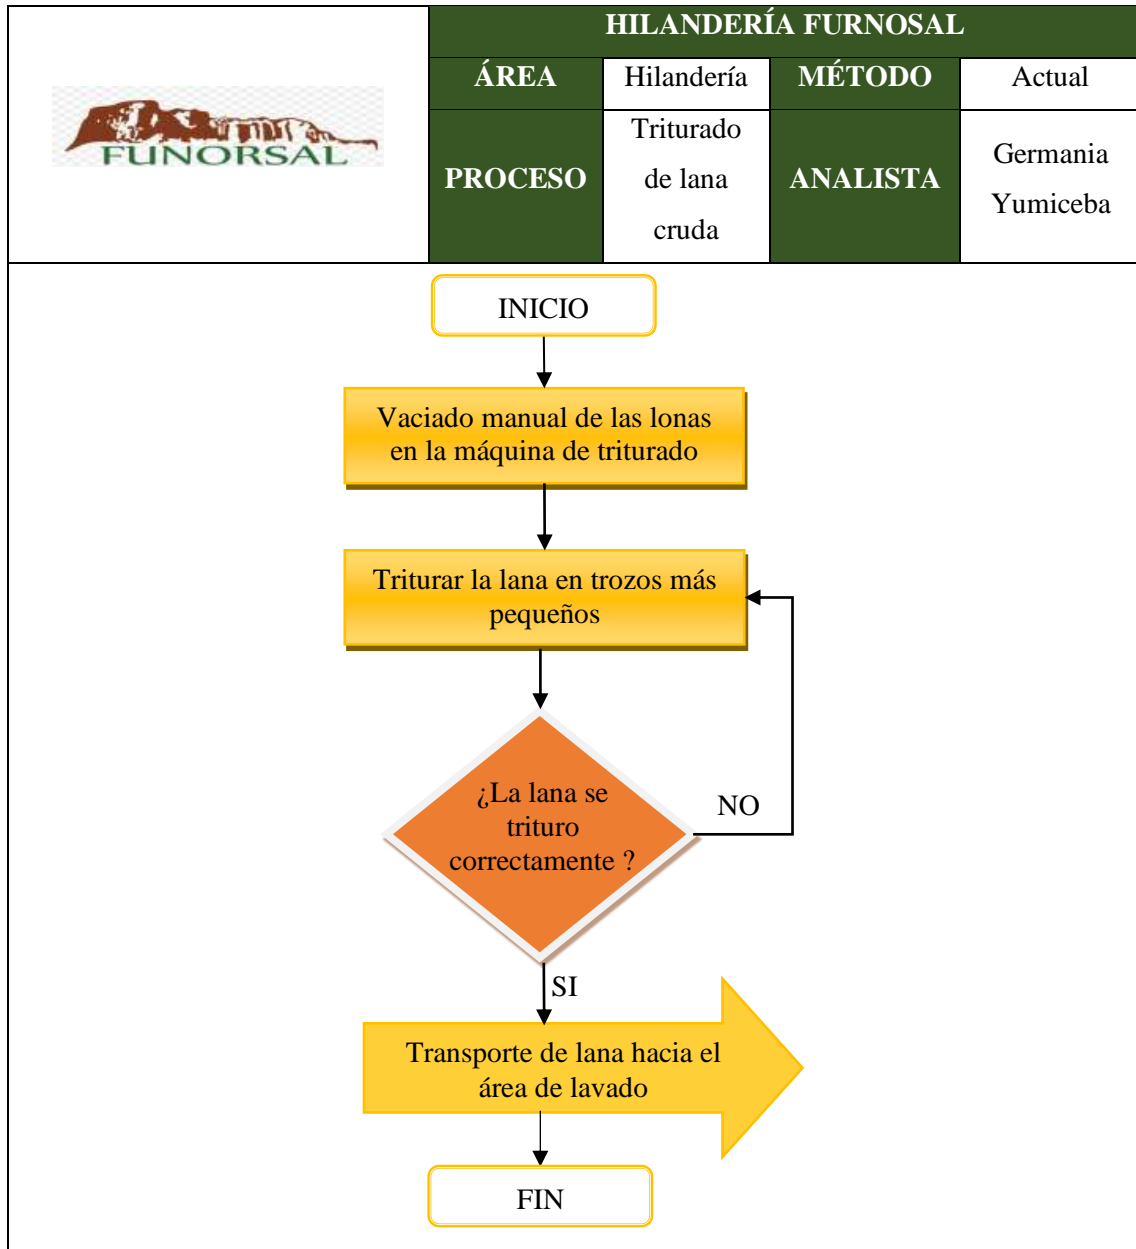 HILANDERÍA FURNOSAL
FUNORSAL
ÁREA
Hilandería
MÉTODO
Actual
PROCESO
Triturado
de lana
cruda
ANALISTA
Germania
Yumiceba
INICIO
Vaciado manual de las lonas
en la máquina de triturado
Triturar la lana en trozos más
pequeños
¿La lana se
trituro
correctamente ?
NO
SI
Transporte de lana hacia el
área de lavado
FIN